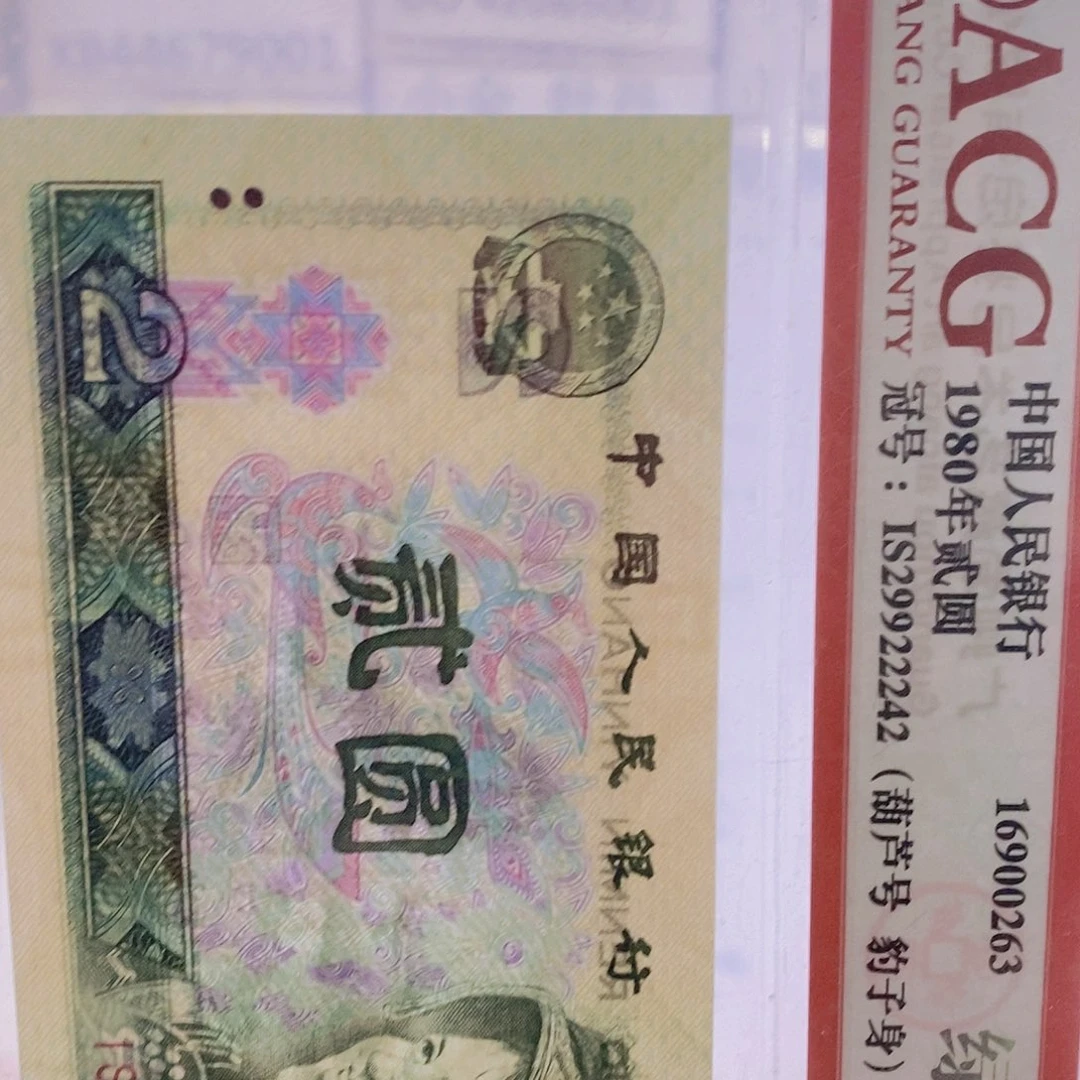 PACG
ANG GUARANTY
中国人民银行 16900263
1980年贰圆
冠号：IS29922242（葫芦号 豹子身）
中国人民银行
贰圆
2